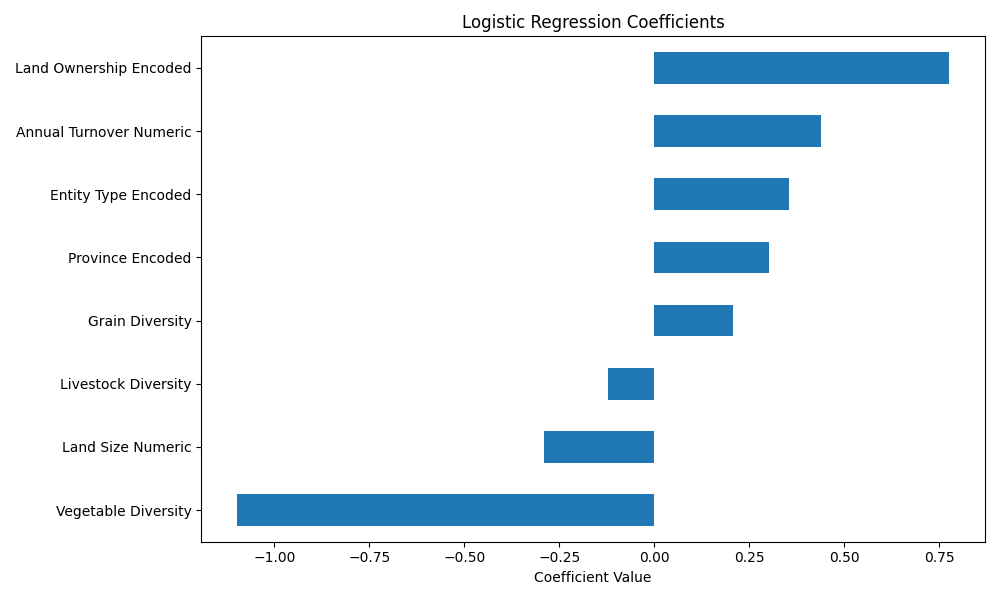 Logistic Regression Coefficients
Land Ownership Encoded
Annual Turnover Numeric
Entity Type Encoded
Province Encoded
Grain Diversity
Livestock Diversity
Land Size Numeric
Vegetable Diversity
−1.00 −0.75 −0.50 −0.25 0.00 0.25 0.50 0.75
Coefficient Value